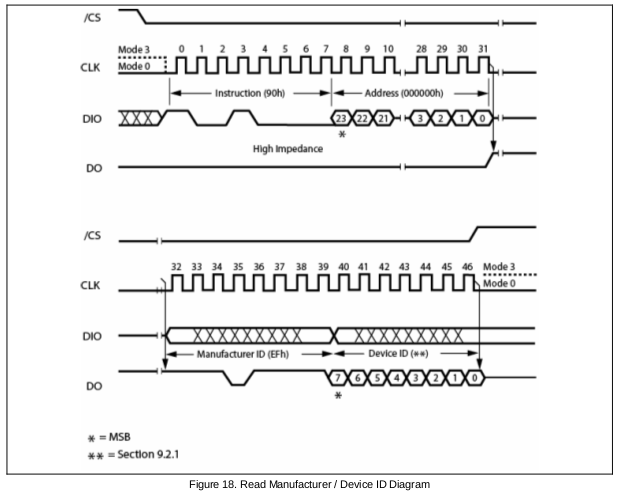 /CS
Mode 3 0 1 2 3 4 5 6 7 8 9 10 28 29 30 31
CLK Mode 0
Instruction (90h) Address (000000h)
DIO 23 22 21 3 2 1 0
*
High Impedance
DO
/CS
32 33 34 35 36 37 38 39 40 41 42 43 44 45 46 Mode 3
CLK Mode 0
DIO
Manufacturer ID (EFh) Device ID (**)
DO 7 6 5 4 3 2 1 0
*
* = MSB
** = Section 9.2.1
Figure 18. Read Manufacturer / Device ID Diagram